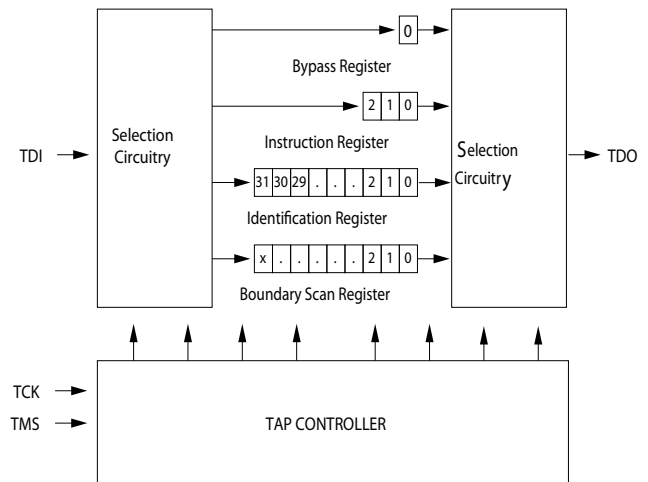 0
Bypass Register
2 1 0
Selection
Circuitry
Instruction Register
Selection
Circuitry
TDI
TDO
31 30 29 . . . 2 1 0
Identification Register
x . . . . . 2 1 0
Boundary Scan Register
TCK
TMS
TAP CONTROLLER